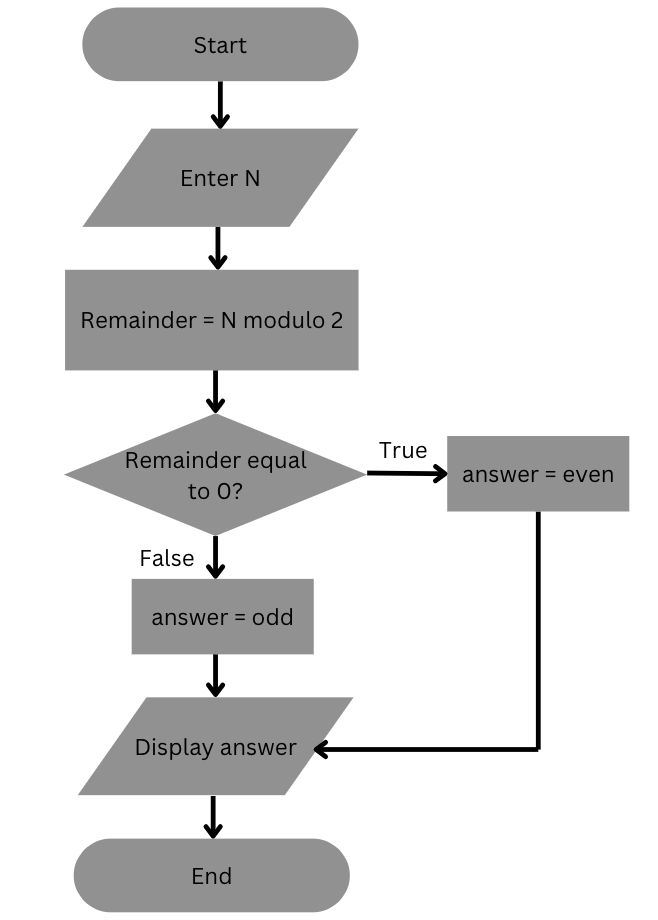 Start
Enter N
Remainder = N modulo 2
Remainder equal
to 0?
True
answer = even
False
answer = odd
Display answer
End